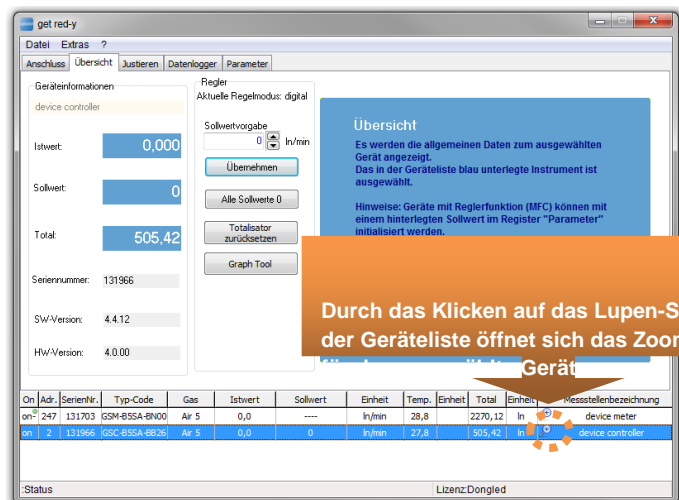 get red-y
Datei Extras ?
Anschluss Übersicht Justieren Datenlogger Parameter
Geräteinformationen
device controller
Istwert: 0,000
Sollwert: 0
Total: 505,42
Seriennummer: 131966
SW-Version: 4.4.12
HW-Version: 4.0.00
Regler
Aktuelle Regelmodus: digital
Sollwertvorgabe
0 ln/min
Übernehmen
Alle Sollwerte 0
Totalisator
zurücksetzen
Graph Tool
Übersicht
Es werden die allgemeinen Daten zum ausgewählten
Gerät angezeigt.
Das in der Geräteliste blau unterlegte Instrument ist
ausgewählt.
Hinweise: Geräte mit Reglerfunktion (MFC) können mit
einem hinterlegten Sollwert im Register "Parameter"
initialisiert werden.
Durch das Klicken auf das Lupen-S
der Geräteliste öffnet sich das Zoom
Gerät
On Adr. SerienNr. Typ-Code Gas Istwert Sollwert Einheit Temp. Einheit Total Einheit Messstellenbezeichnung
on- 247 131703 GSM-B5SA-BN00 Air 5 0,0 ---- ln/min 28,8 2270,12 ln device meter
on 2 131966 GSC-B5SA-BB26 Air 5 0,0 0 ln/min 27,8 505,42 ln device controller
:Status Lizenz:Dongled